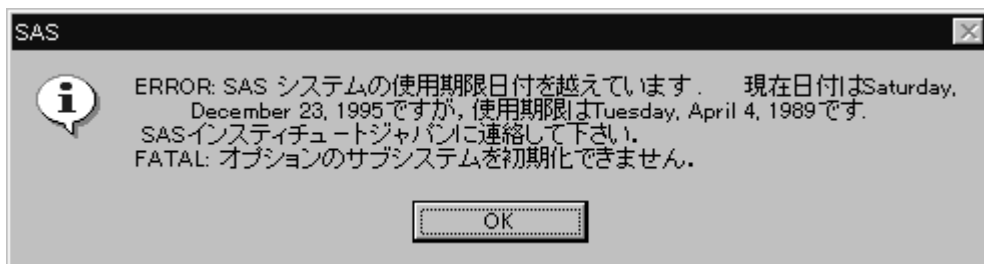 SAS
ERROR: SAS システムの使用期限日付を越えています． 現在日付はSaturday,
December 23, 1995ですが，使用期限はTuesday, April 4, 1989です．
SASインスティチュートジャパンに連絡して下さい．
FATAL: オプションのサブシステムを初期化できません．
OK